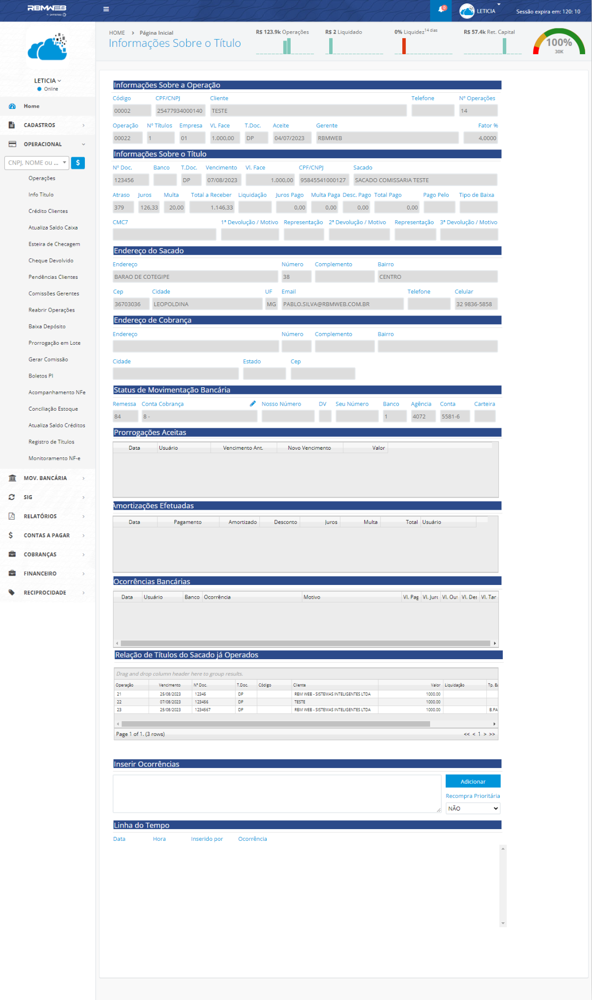 RBMWEB
0
LETICIA
Sessão expira em: 120: 10
HOME > Página Inicial
Informações Sobre o Título
R$ 123.9k Operações
R$ 2 Liquidado
0% Liquidez 14 dias
R$ 57.4k Ret. Capital
100%
30K
LETICIA
Online
Home
CADASTROS
OPERACIONAL
CNPJ, NOME ou ...
$
Operações
Info Título
Crédito Clientes
Atualiza Saldo Caixa
Esteira de Checagem
Cheque Devolvido
Pendências Clientes
Comissões Gerentes
Reabrir Operações
Baixa Depósito
Prorrogação em Lote
Gerar Comissão
Boletos PI
Acompanhamento NFe
Conciliação Estoque
Atualiza Saldo Créditos
Registro de Títulos
Monitoramento NF-e
MOV. BANCÁRIA
SIG
RELATÓRIOS
CONTAS A PAGAR
COBRANÇAS
FINANCEIRO
RECIPROCIDADE
Informações Sobre a Operação
Código CPF/CNPJ Cliente Telefone Nº Operações
00002 25477934000140 TESTE 14
Operação Nº Títulos Empresa VL Face T.Doc. Aceite Gerente Fator %
00022 1 01 1.000,00 DP 04/07/2023 RBMWEB 4,0000
Informações Sobre o Título
Nº Doc. Banco T.Doc. Vencimento Vl. Face CPF/CNPJ Sacado
123456 DP 07/08/2023 1.000,00 95845541000127 SACADO COMISSARIA TESTE
Atraso Juros Multa Total a Receber Liquidação Juros Pago Multa Paga Desc. Pago Total Pago Pago Pelo Tipo de Baixa
379 126,33 20,00 1.146,33 0,00 0,00 0,00 0,00
CMC7 1ª Devolução / Motivo Representação 2ª Devolução / Motivo Representação 3ª Devolução / Motivo
Endereço do Sacado
Endereço Número Complemento Bairro
BARAO DE COTEGIPE 38 CENTRO
Cep Cidade UF Email Telefone Celular
36703036 LEOPOLDINA MG PABLO.SILVA@RBMWEB.COM.BR 32 9836-5858
Endereço de Cobrança
Endereço Número Complemento Bairro
Cidade Estado Cep
Status de Movimentação Bancária
Remessa Conta Cobrança Nosso Número DV Seu Número Banco Agência Conta Carteira
84 8 - 1 4072 5581-6
Prorrogações Aceitas
Data Usuário Vencimento Ant. Novo Vencimento Valor
Amortizações Efetuadas
Data Pagamento Amortizado Desconto Juros Multa Total Usuário
Ocorrências Bancárias
Data Usuário Banco Ocorrência Motivo Vl. Pag Vl. Jur Vl. Out Vl. Des Vl. Tar
Relação de Títulos do Sacado já Operados
Drag and drop column header here to group results.
Operação Vencimento Nº Doc. T.Doc. Código Cliente Valor Liquidação Tp. Ba
21 25/08/2023 12345 DP RBM WEB - SISTEMAS INTELIGENTES LTDA 1000.00
22 07/08/2023 123456 DP TESTE 1000.00
23 25/08/2023 1234567 DP RBM WEB - SISTEMAS INTELIGENTES LTDA 1000.00 B.PA
Page 1 of 1. (3 rows) << < 1 > >>
Inserir Ocorrências
Adicionar
Recompra Prioritária
NÃO
Linha do Tempo
Data Hora Inserido por Ocorrência